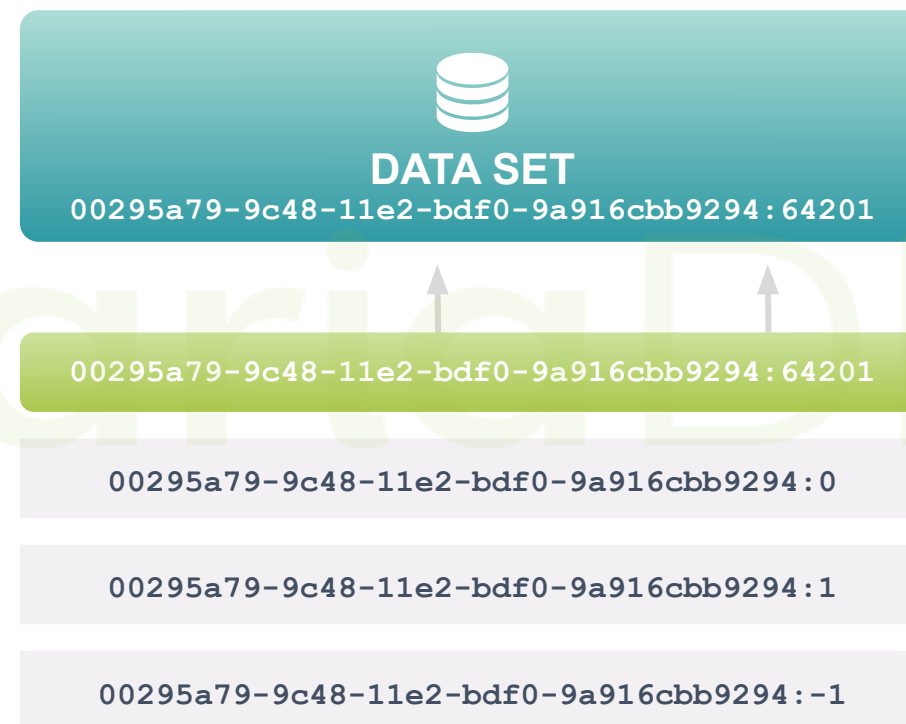 DATA SET
00295a79-9c48-11e2-bdf0-9a916cbb9294:64201
00295a79-9c48-11e2-bdf0-9a916cbb9294:64201
00295a79-9c48-11e2-bdf0-9a916cbb9294:0
00295a79-9c48-11e2-bdf0-9a916cbb9294:1
00295a79-9c48-11e2-bdf0-9a916cbb9294:-1